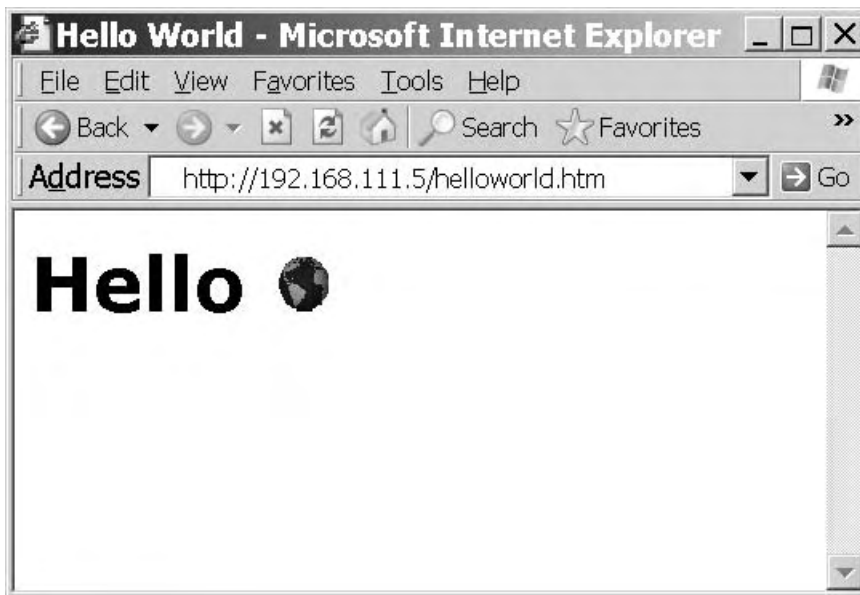 Hello World - Microsoft Internet Explorer
File Edit View Favorites Tools Help
Back Search Favorites »
Address http://192.168.111.5/helloworld.htm Go
Hello